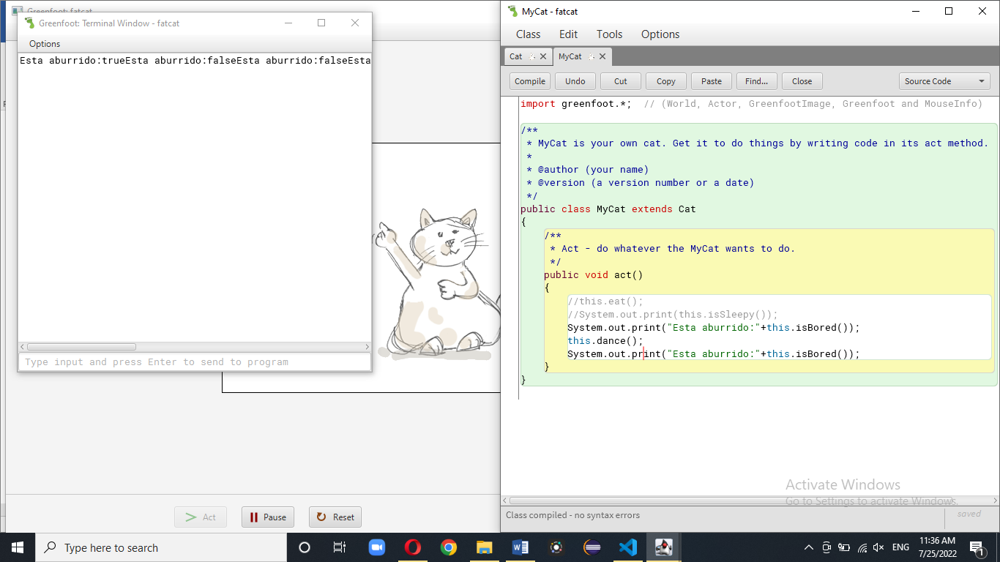 Greenfoot: fatcat
Greenfoot: Terminal Window - fatcat
Options
Esta aburrido:trueEsta aburrido:falseEsta aburrido:falseEsta
Type input and press Enter to send to program
Act
Pause
Reset
MyCat - fatcat
Class Edit Tools Options
Cat MyCat
Compile Undo Cut Copy Paste Find... Close Source Code
import greenfoot.*;  // (World, Actor, GreenfootImage, Greenfoot and MouseInfo)
/**
 * MyCat is your own cat. Get it to do things by writing code in its act method.
 *
 * @author (your name)
 * @version (a version number or a date)
 */
public class MyCat extends Cat
{
    /**
     * Act - do whatever the MyCat wants to do.
     */
    public void act()
    {
        //this.eat();
        //System.out.print(this.isSleepy());
        System.out.print("Esta aburrido:"+this.isBored());
        this.dance();
        System.out.print("Esta aburrido:"+this.isBored());
    }
}
Activate Windows
Go to Settings to activate Windows.
Class compiled - no syntax errors
saved
Type here to search
ENG
11:36 AM
7/25/2022
1